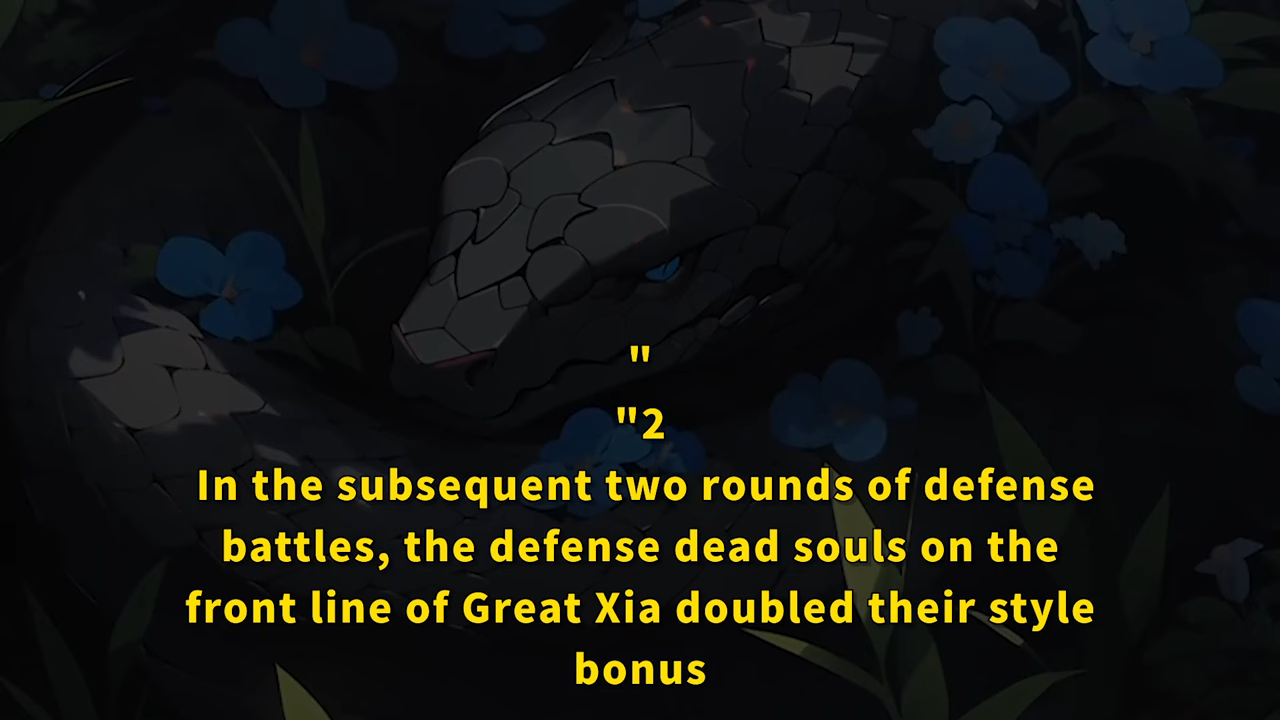 "
"2
In the subsequent two rounds of defense
battles, the defense dead souls on the
front line of Great Xia doubled their style
bonus